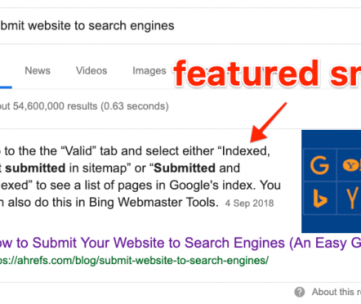 bmit website to search engines
News Videos Images
featured sn
out 54,600,000 results (0.63 seconds)
to the the “Valid” tab and select either “Indexed,
t submitted in sitemap” or “Submitted and
exed” to see a list of pages in Google's index. You
n also do this in Bing Webmaster Tools. 4 Sep 2018
G
b Y
ow to Submit Your Website to Search Engines (An Easy G
ps://ahrefs.com/blog/submit-website-to-search-engines/
About this re